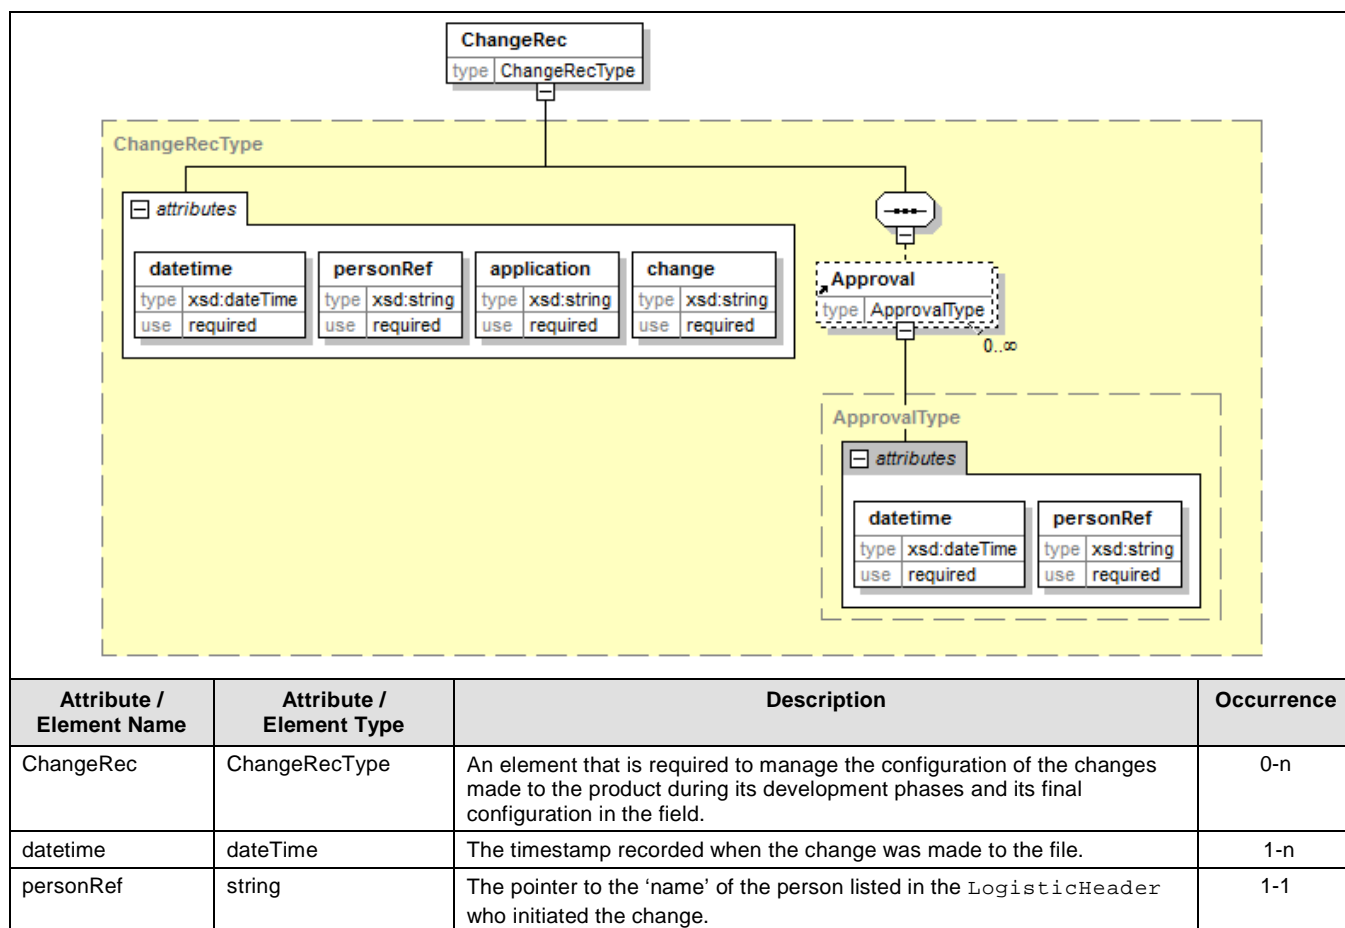 ChangeRec
type ChangeRecType
ChangeRecType
attributes
datetime
type xsd:dateTime
use required
personRef
type xsd:string
use required
application
type xsd:string
use required
change
type xsd:string
use required
Approval
type ApprovalType
0..∞
ApprovalType
attributes
datetime
type xsd:dateTime
use required
personRef
type xsd:string
use required
Attribute /
Element Name
Attribute /
Element Type
Description
Occurrence
ChangeRec
ChangeRecType
An element that is required to manage the configuration of the changes
made to the product during its development phases and its final
configuration in the field.
0-n
datetime
dateTime
The timestamp recorded when the change was made to the file.
1-n
personRef
string
The pointer to the ‘name’ of the person listed in the LogisticHeader
who initiated the change.
1-1